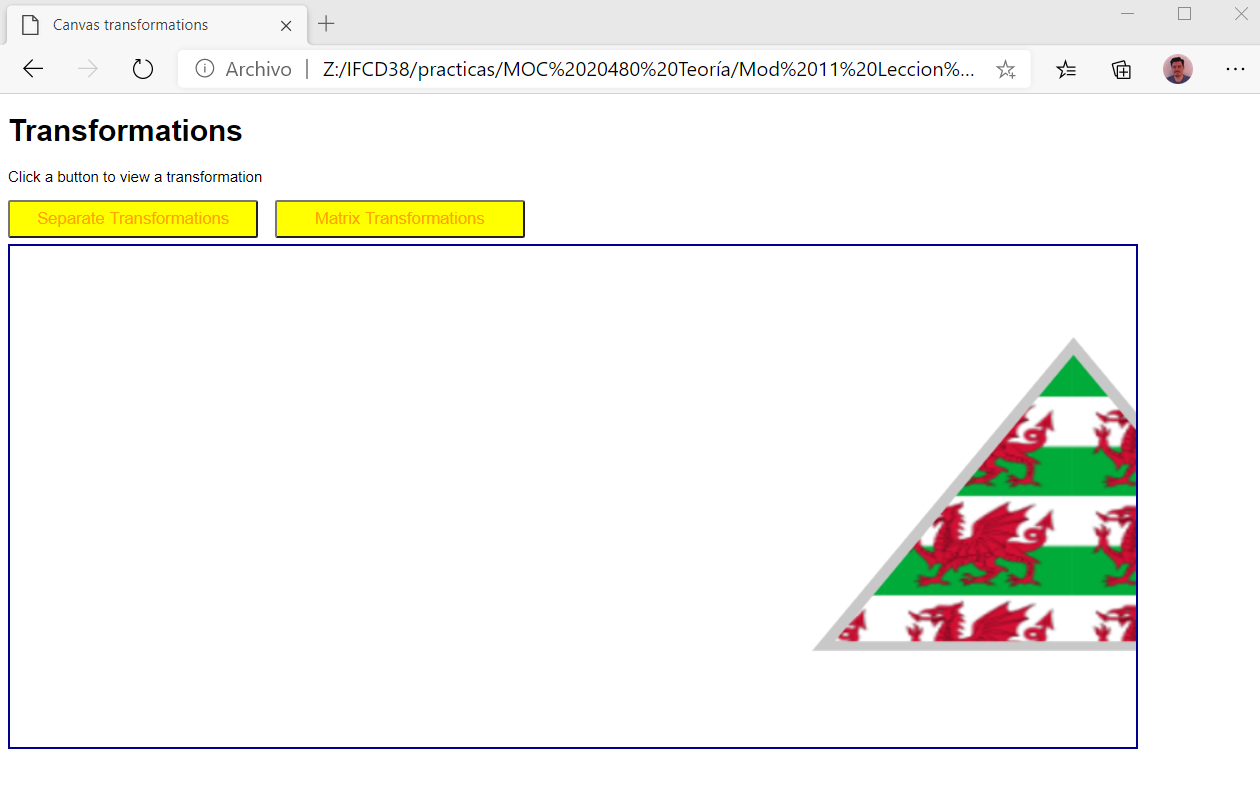 Canvas transformations
Archivo Z:/IFCD38/practicas/MOC%2020480%20Teoría/Mod%2011%20Leccion%...
Transformations
Click a button to view a transformation
Separate Transformations Matrix Transformations